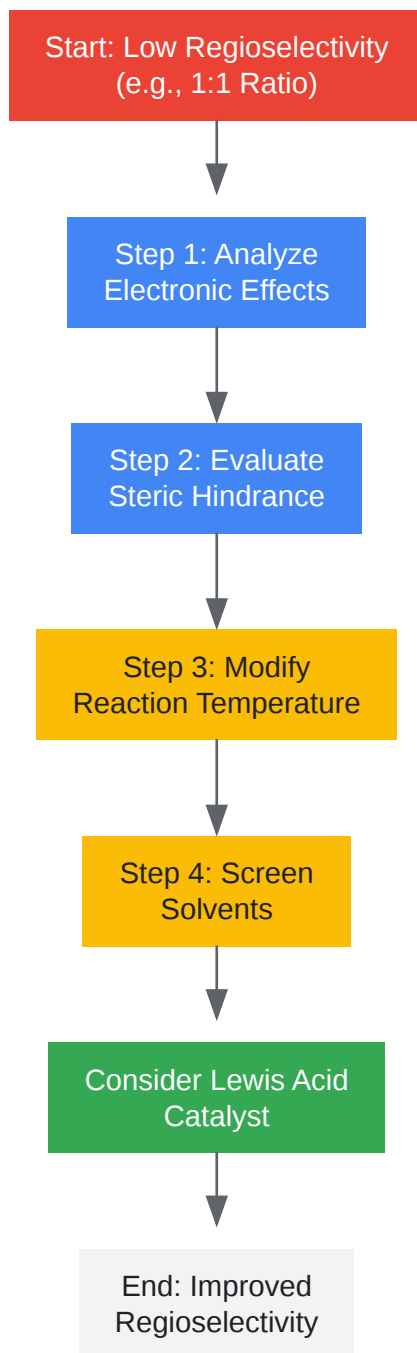 Start: Low Regioselectivity
(e.g., 1:1 Ratio)
Step 1: Analyze
Electronic Effects
Step 2: Evaluate
Steric Hindrance
Step 3: Modify
Reaction Temperature
Step 4: Screen
Solvents
Consider Lewis Acid
Catalyst
End: Improved
Regioselectivity